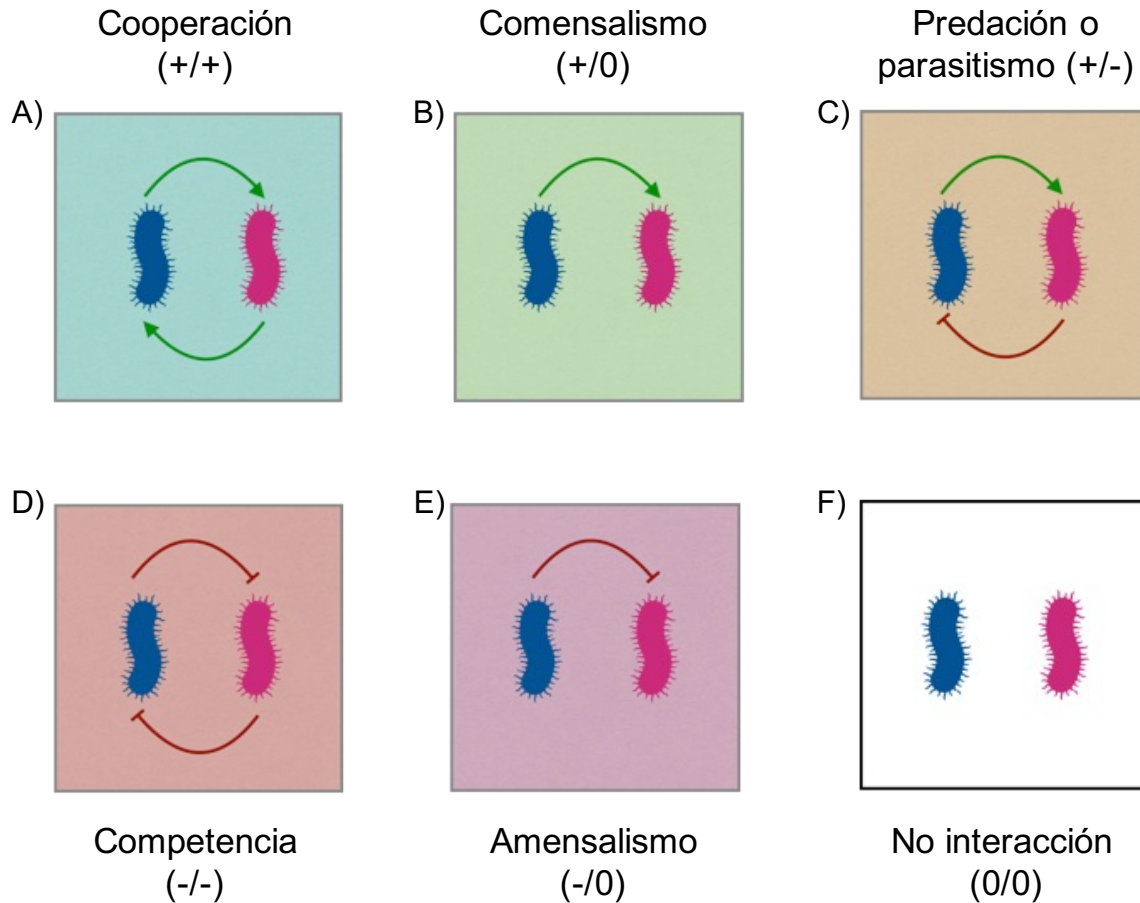 Cooperación
(+/+)
Comensalismo
(+/0)
Predación o
parasitismo (+/-)
A)
B)
C)
D)
E)
F)
Competencia
(-/-)
Amensalismo
(-/0)
No interacción
(0/0)